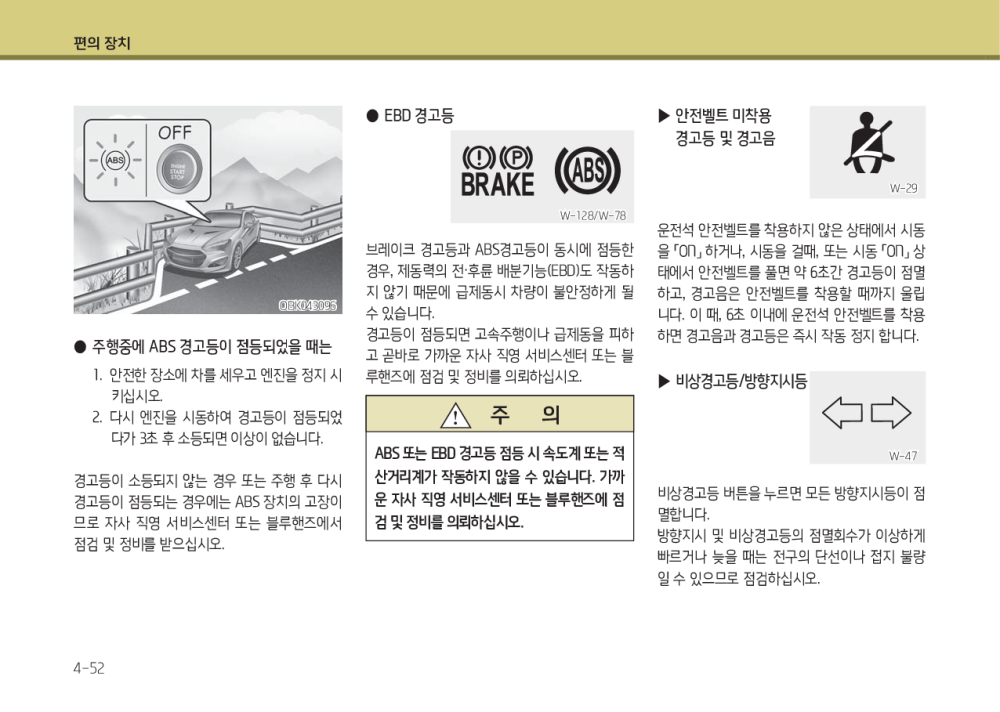 편의 장치
OFF
ABS
ENGINE
START
STOP
OBK043095
● 주행중에 ABS 경고등이 점등되었을 때는
1. 안전한 장소에 차를 세우고 엔진을 정지 시
키십시오.
2. 다시 엔진을 시동하여 경고등이 점등되었
다가 3초 후 소등되면 이상이 없습니다.
경고등이 소등되지 않는 경우 또는 주행 후 다시
경고등이 점등되는 경우에는 ABS 장치의 고장이
므로 자사 직영 서비스센터 또는 블루핸즈에서
점검 및 정비를 받으십시오.
● EBD 경고등
(!) (P)
BRAKE
ABS
W-128/W-78
브레이크 경고등과 ABS경고등이 동시에 점등한
경우, 제동력의 전·후륜 배분기능(EBD)도 작동하
지 않기 때문에 급제동시 차량이 불안정하게 될
수 있습니다.
경고등이 점등되면 고속주행이나 급제동을 피하
고 곧바로 가까운 자사 직영 서비스센터 또는 블
루핸즈에 점검 및 정비를 의뢰하십시오.
주 의
ABS 또는 EBD 경고등 점등 시 속도계 또는 적
산거리계가 작동하지 않을 수 있습니다. 가까
운 자사 직영 서비스센터 또는 블루핸즈에 점
검 및 정비를 의뢰하십시오.
▶ 안전벨트 미착용
경고등 및 경고음
W-29
운전석 안전벨트를 착용하지 않은 상태에서 시동
을 「ON」 하거나, 시동을 걸때, 또는 시동 「ON」 상
태에서 안전벨트를 풀면 약 6초간 경고등이 점멸
하고, 경고음은 안전벨트를 착용할 때까지 울립
니다. 이 때, 6초 이내에 운전석 안전벨트를 착용
하면 경고음과 경고등은 즉시 작동 정지 합니다.
▶ 비상경고등/방향지시등
W-47
비상경고등 버튼을 누르면 모든 방향지시등이 점
멸합니다.
방향지시 및 비상경고등의 점멸회수가 이상하게
빠르거나 늦을 때는 전구의 단선이나 접지 불량
일 수 있으므로 점검하십시오.
4-52